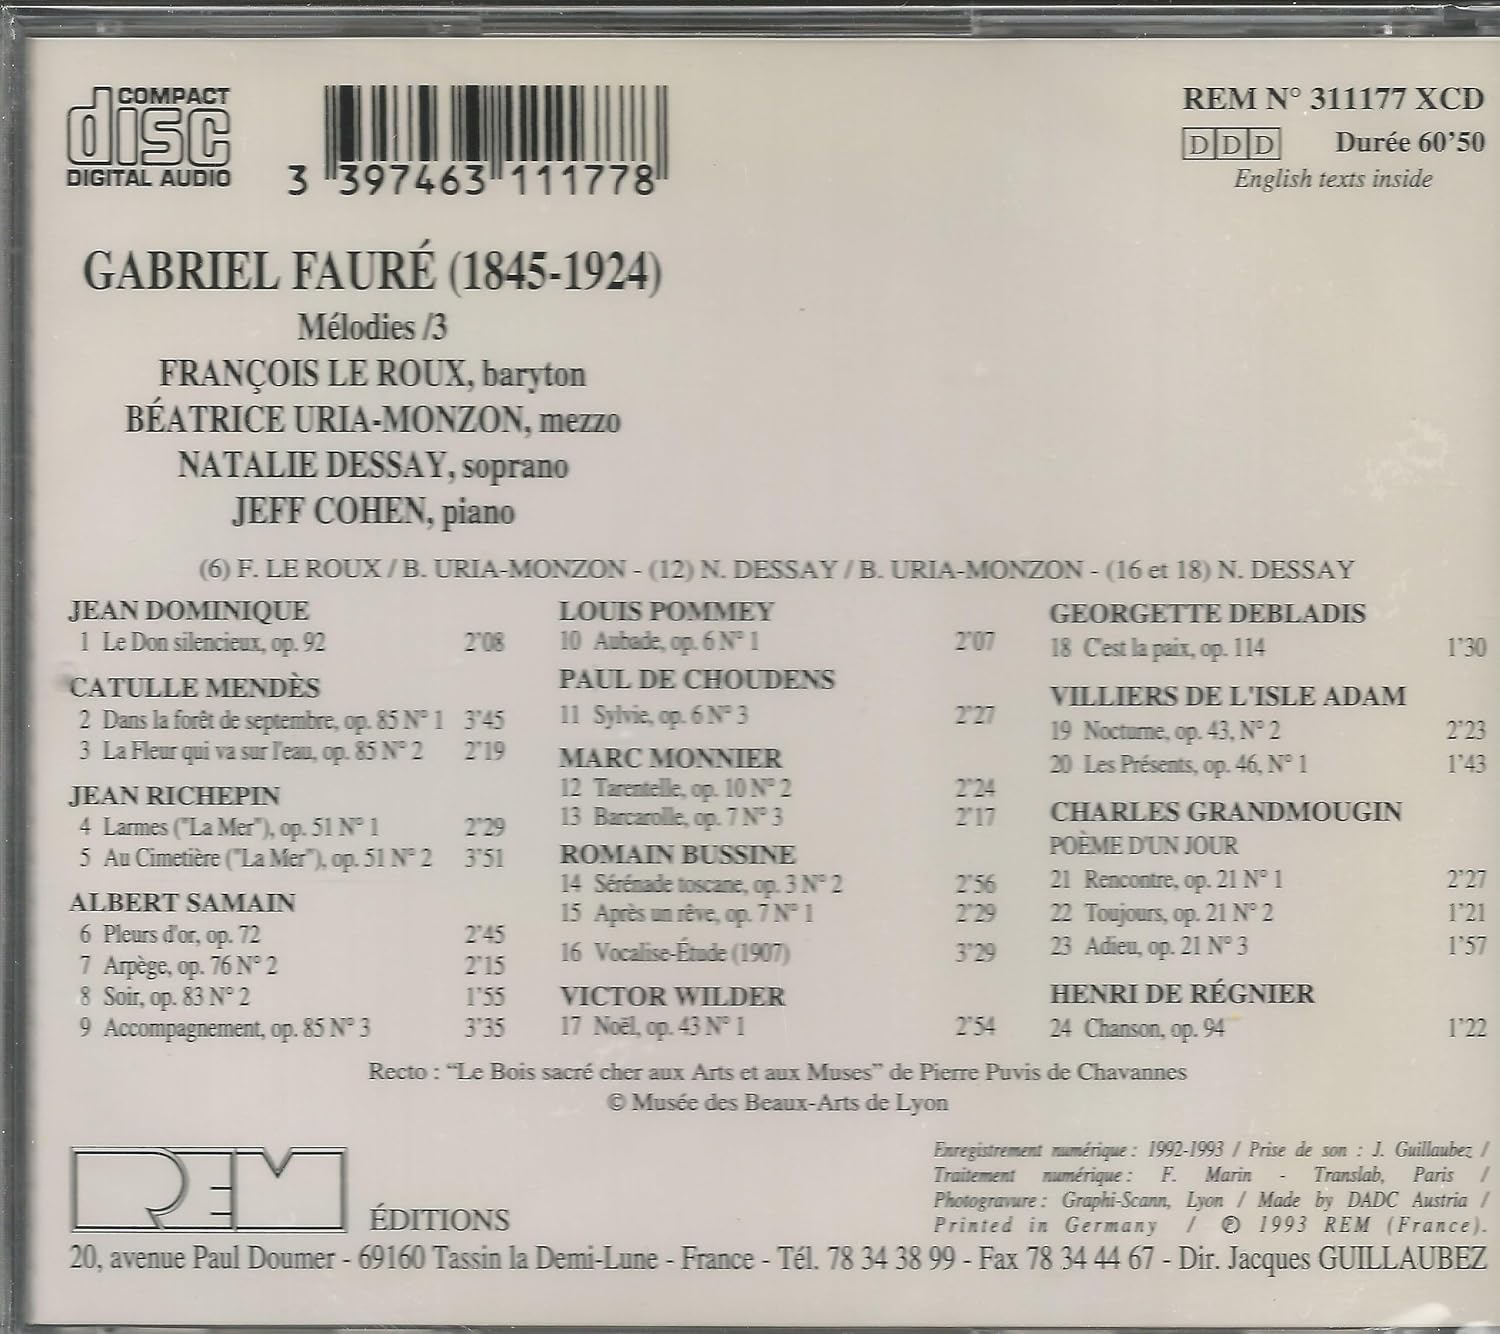 COMPACT
disc
DIGITAL AUDIO
3 397463 111778
REM N° 311177 XCD
DDD Durée 60'50
English texts inside
GABRIEL FAURÉ (1845-1924)
Mélodies /3
FRANÇOIS LE ROUX, baryton
BÉATRICE URIA-MONZON, mezzo
NATALIE DESSAY, soprano
JEFF COHEN, piano
(6) F. LE ROUX / B. URIA-MONZON - (12) N. DESSAY / B. URIA-MONZON - (16 et 18) N. DESSAY
JEAN DOMINIQUE
1 Le Don silencieux, op. 92 2'08
CATULLE MENDÈS
2 Dans la forêt de septembre, op. 85 N° 1 3'45
3 La Fleur qui va sur l'eau, op. 85 N° 2 2'19
JEAN RICHEPIN
4 Larmes ("La Mer"), op. 51 N° 1 2'29
5 Au Cimetière ("La Mer"), op. 51 N° 2 3'51
ALBERT SAMAIN
6 Pleurs d'or, op. 72 2'45
7 Arpège, op. 76 N° 2 2'15
8 Soir, op. 83 N° 2 1'55
9 Accompagnement, op. 85 N° 3 3'35
LOUIS POMMEY
10 Aubade, op. 6 N° 1 2'07
PAUL DE CHOUDENS
11 Sylvie, op. 6 N° 3 2'27
MARC MONNIER
12 Tarentelle, op. 10 N° 2 2'24
13 Barcarolle, op. 7 N° 3 2'17
ROMAIN BUSSINE
14 Sérénade toscane, op. 3 N° 2 2'56
15 Après un rêve, op. 7 N° 1 2'29
16 Vocalise-Étude (1907) 3'29
VICTOR WILDER
17 Noël, op. 43 N° 1 2'54
GEORGETTE DEBLADIS
18 C'est la paix, op. 114 1'30
VILLIERS DE L'ISLE ADAM
19 Nocturne, op. 43, N° 2 2'23
20 Les Présents, op. 46, N° 1 1'43
CHARLES GRANDMOUGIN
POÈME D'UN JOUR
21 Rencontre, op. 21 N° 1 2'27
22 Toujours, op. 21 N° 2 1'21
23 Adieu, op. 21 N° 3 1'57
HENRI DE RÉGNIER
24 Chanson, op. 94 1'22
Recto : "Le Bois sacré cher aux Arts et aux Muses" de Pierre Puvis de Chavannes
© Musée des Beaux-Arts de Lyon
REM ÉDITIONS
Enregistrement numérique : 1992-1993 / Prise de son : J. Guillaubez /
Traitement numérique : F. Marin - Translab, Paris /
Photogravure : Graphi-Scann, Lyon / Made by DADC Austria /
Printed in Germany / ℗ 1993 REM (France).
20, avenue Paul Doumer - 69160 Tassin la Demi-Lune - France - Tél. 78 34 38 99 - Fax 78 34 44 67 - Dir. Jacques GUILLAUBEZ